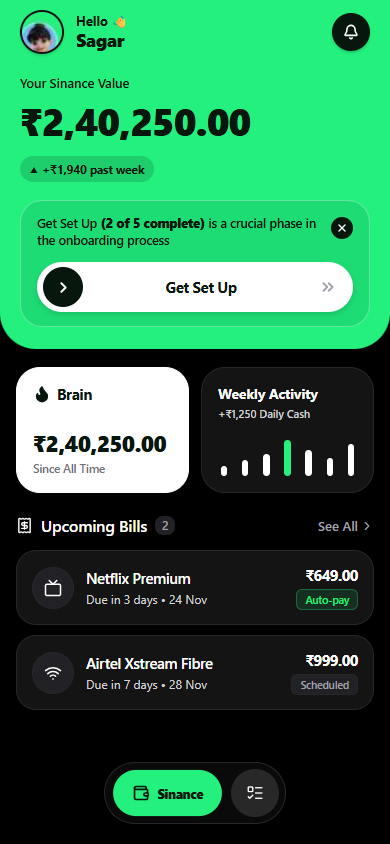 Hello 👋
Sagar
Your Sinance Value
₹2,40,250.00
▲ +₹1,940 past week
Get Set Up (2 of 5 complete) is a crucial phase in
the onboarding process
Get Set Up
Brain
₹2,40,250.00
Since All Time
Weekly Activity
+₹1,250 Daily Cash
Upcoming Bills 2
See All
Netflix Premium
Due in 3 days • 24 Nov
₹649.00
Auto-pay
Airtel Xstream Fibre
Due in 7 days • 28 Nov
₹999.00
Scheduled
Sinance